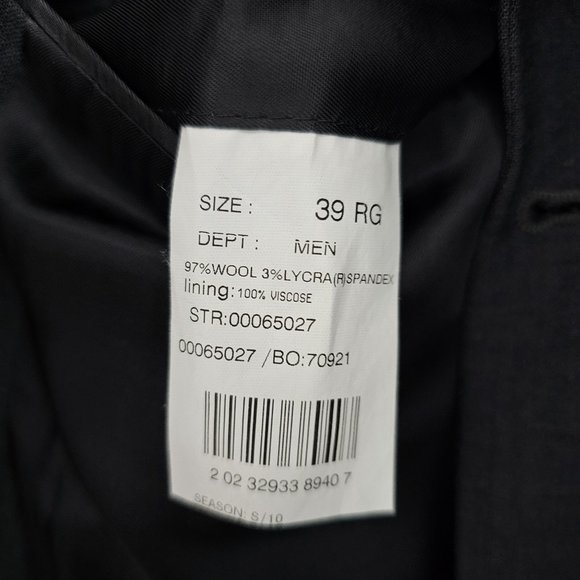 SIZE : 39 RG
DEPT : MEN
97%WOOL 3%LYCRA(R)SPANDEX
lining: 100% VISCOSE
STR:00065027
00065027 /BO:70921
2 02 32933 8940 7
SEASON: S/10